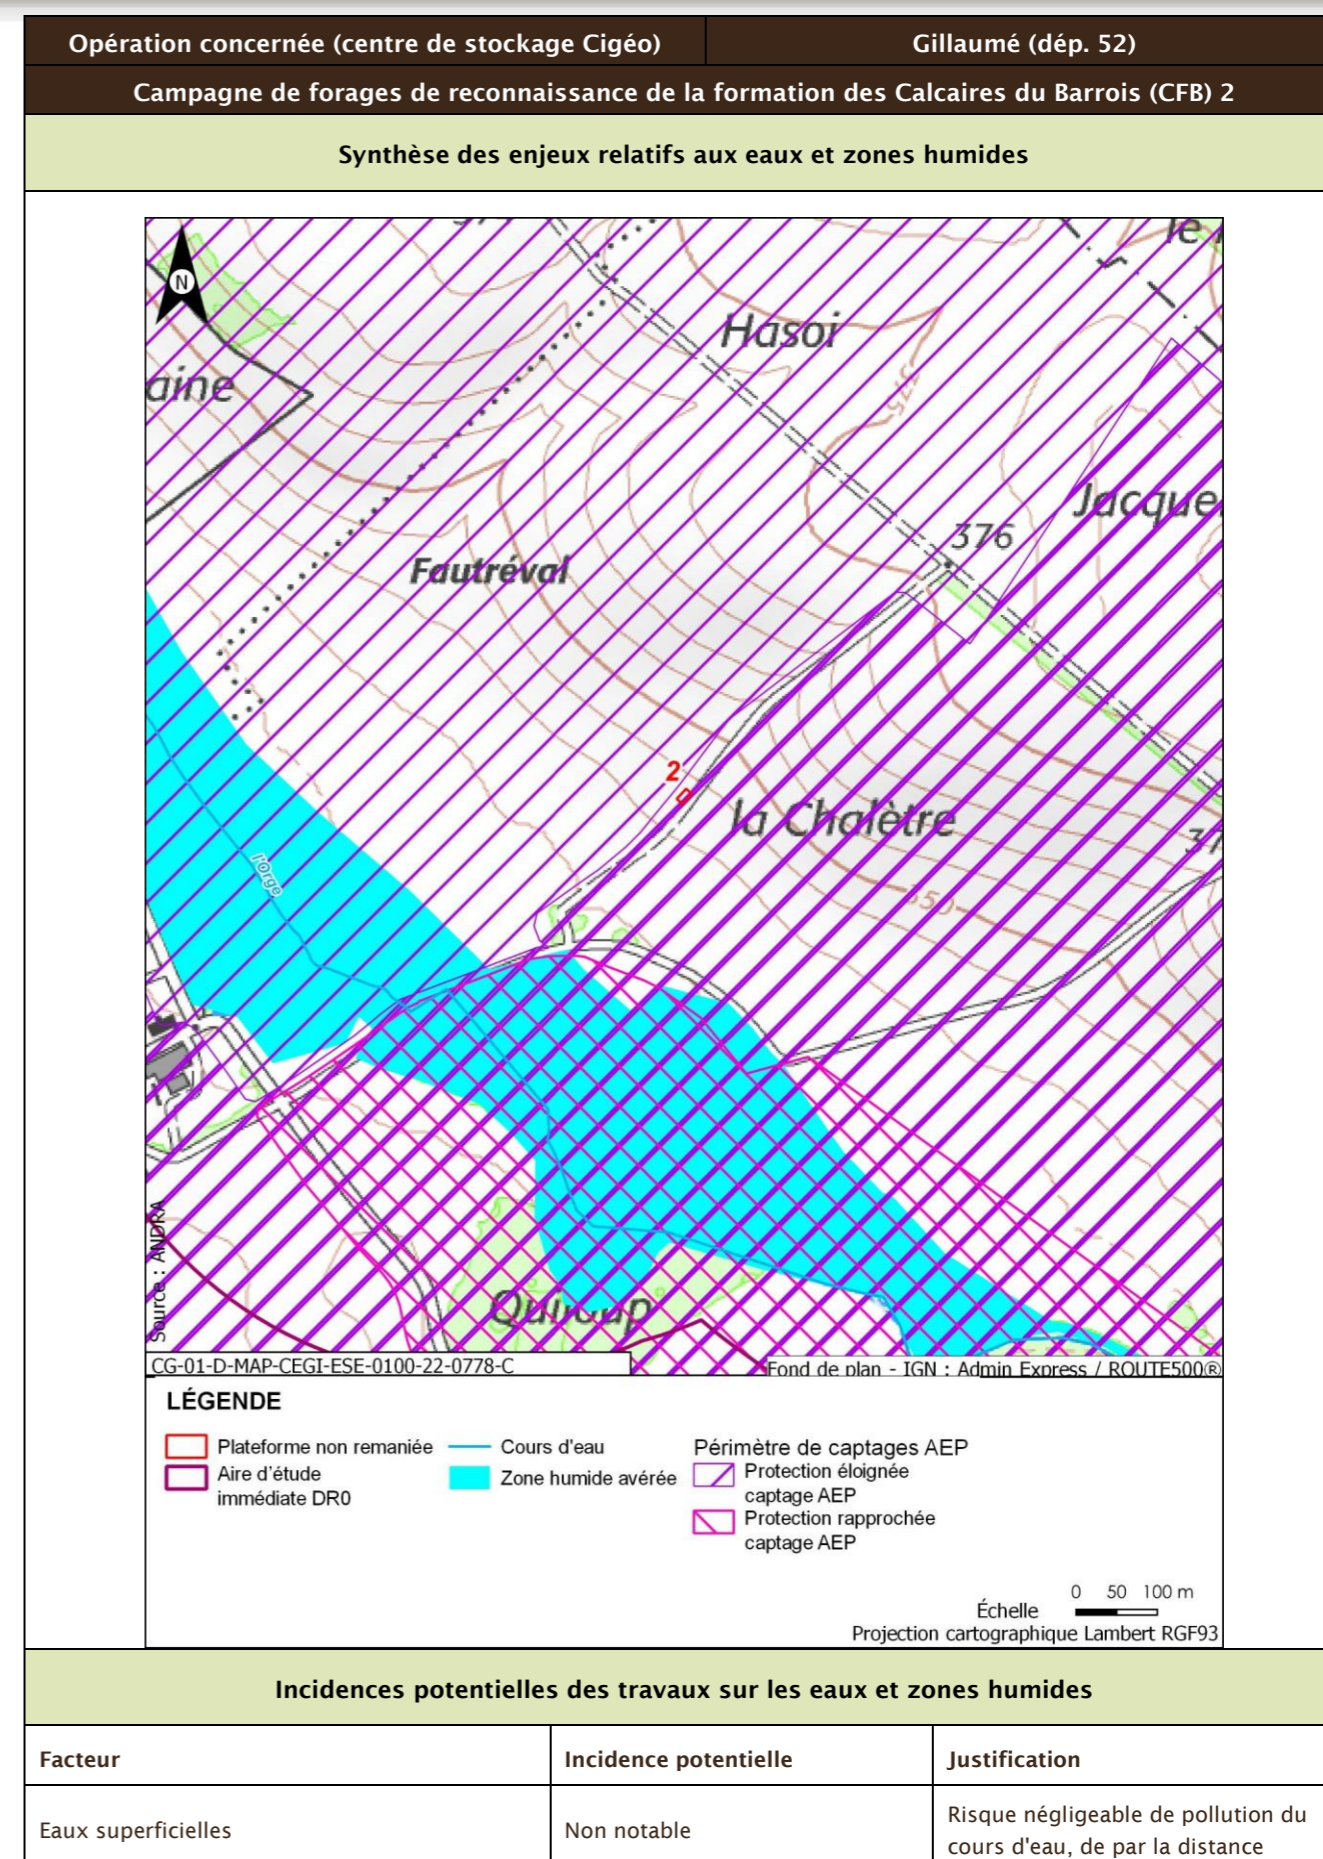 Opération concernée (centre de stockage Cigéo)
Gillaumé (dép. 52)
Campagne de forages de reconnaissance de la formation des Calcaires du Barrois (CFB) 2
Synthèse des enjeux relatifs aux eaux et zones humides
N
Hasoi
aine
375
Jacque
376
Fautréval
2
la Chalètre
l'Orge
350
Source : ANDRA
CG-01-D-MAP-CEGI-ESE-0100-22-0778-C
Fond de plan - IGN : Admin Express / ROUTE500®
LÉGENDE
Plateforme non remaniée
Aire d'étude
immédiate DR0
Cours d'eau
Zone humide avérée
Périmètre de captages AEP
Protection éloignée
captage AEP
Protection rapprochée
captage AEP
0 50 100 m
Échelle
Projection cartographique Lambert RGF93
Incidences potentielles des travaux sur les eaux et zones humides
Facteur
Incidence potentielle
Justification
Eaux superficielles
Non notable
Risque négligeable de pollution du
cours d'eau, de par la distance